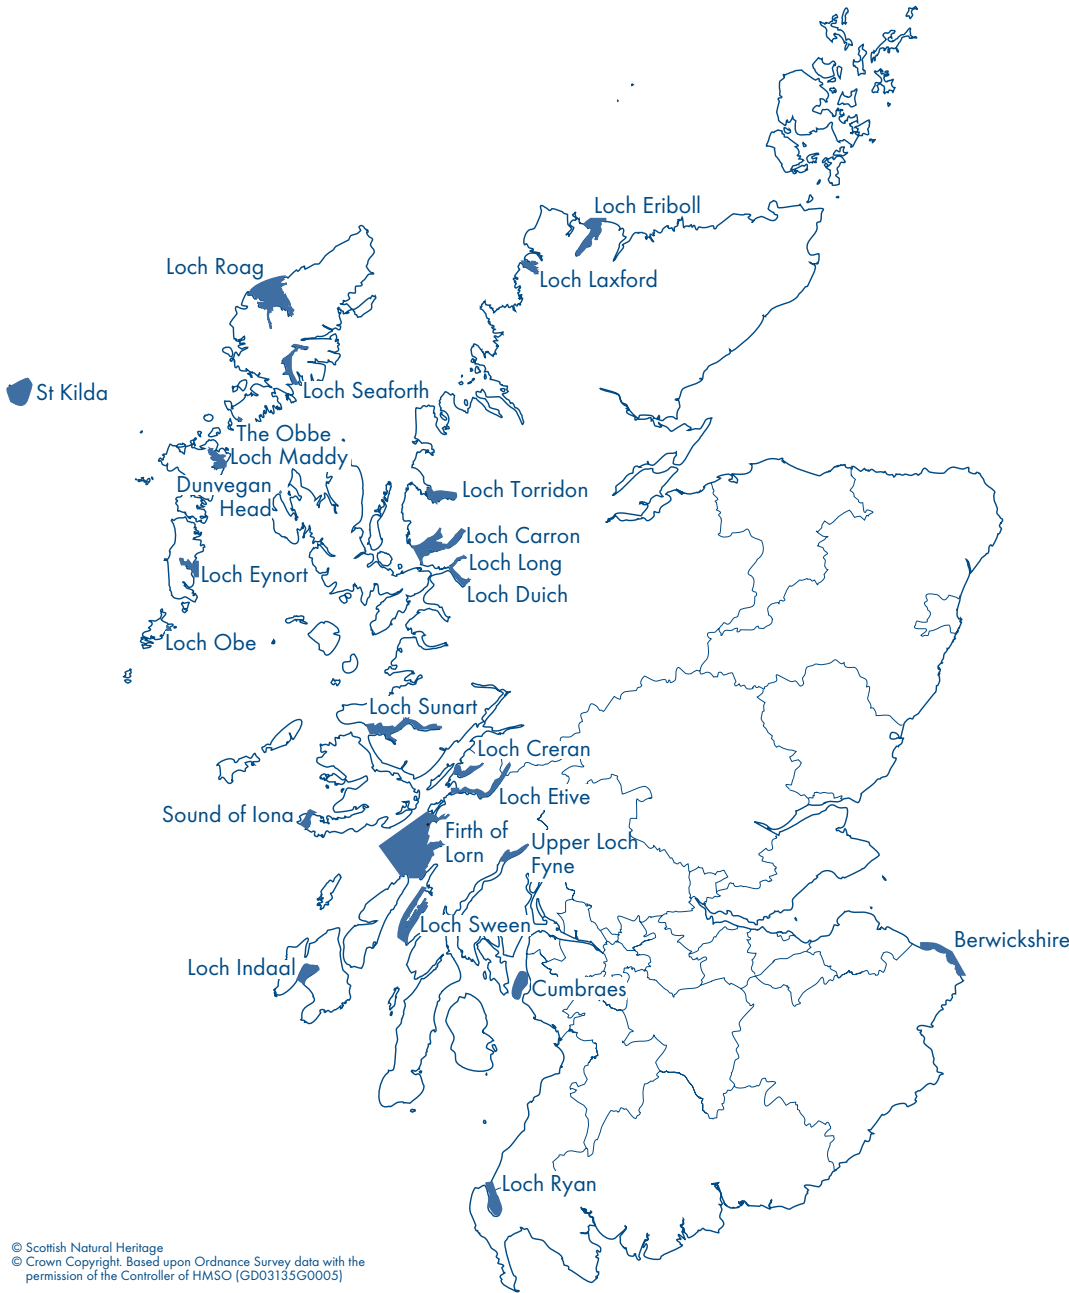 Loch Eriboll
Loch Roag
Loch Laxford
St Kilda
Loch Seaforth
The Obbe
Loch Maddy
Dunvegan
Head
Loch Torridon
Loch Carron
Loch Long
Loch Eynort
Loch Duich
Loch Obe
Loch Sunart
Loch Creran
Loch Etive
Sound of Iona
Firth of
Lorn
Upper Loch
Fyne
Loch Sween
Berwickshire
Loch Indaal
Cumbraes
Loch Ryan
© Scottish Natural Heritage
© Crown Copyright. Based upon Ordnance Survey data with the
permission of the Controller of HMSO (GD03135G0005)